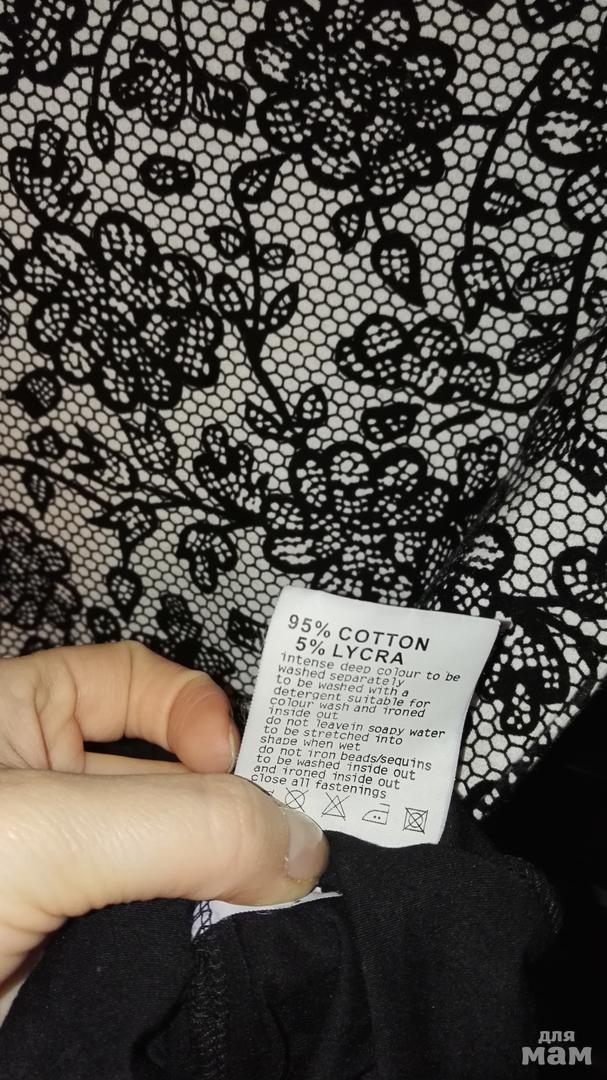 95% COTTON
5% LYCRA
intense deep colour to be
washed separately
to be washed with a
detergent suitable for
colour wash and ironed
inside out
do not leavein soapy water
to be stretched into
shape when wet
do not iron beads/sequins
to be washed inside out
and ironed inside out
close all fastenings
для
мам